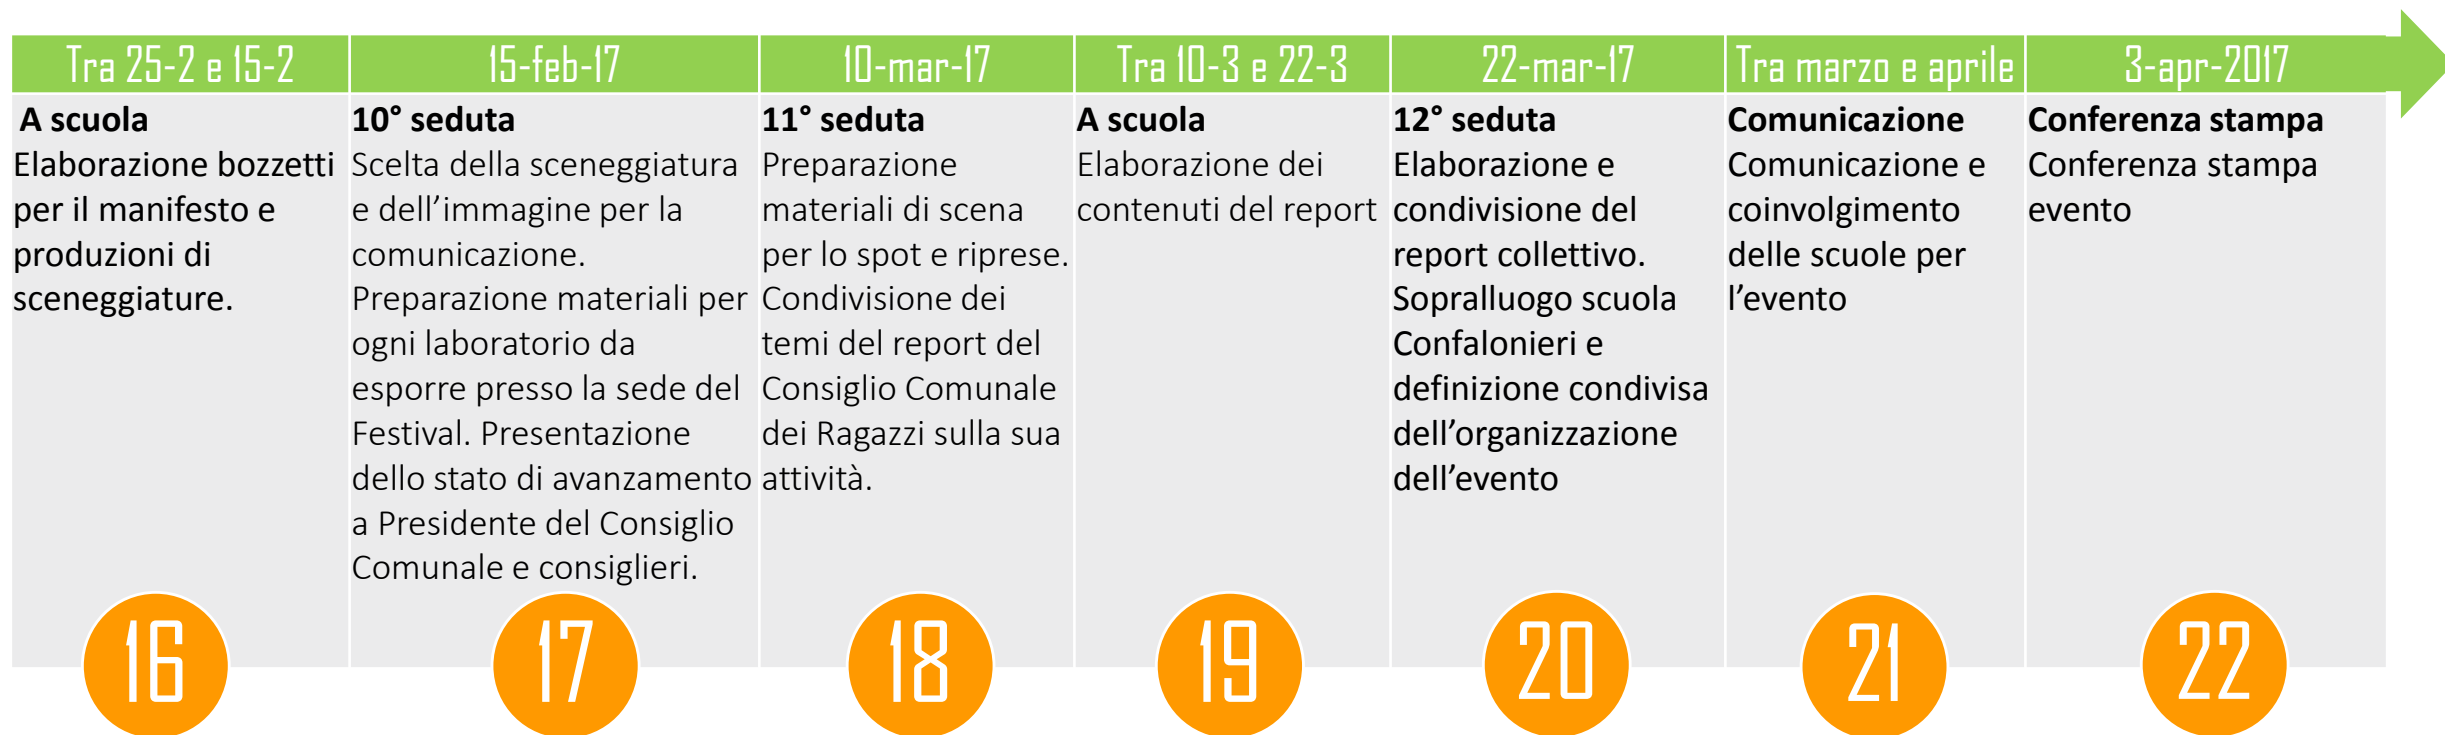 Tra 25-2 e 15-2
15-feb-17
10-mar-17
Tra 10-3 e 22-3
22-mar-17
Tra marzo e aprile
3-apr-2017
A scuola
Elaborazione bozzetti
per il manifesto e
produzioni di
sceneggiature.
10° seduta
Scelta della sceneggiatura
e dell’immagine per la
comunicazione.
Preparazione materiali per
ogni laboratorio da
esporre presso la sede del
Festival. Presentazione
dello stato di avanzamento
a Presidente del Consiglio
Comunale e consiglieri.
11° seduta
Preparazione
materiali di scena
per lo spot e riprese.
Condivisione dei
temi del report del
Consiglio Comunale
dei Ragazzi sulla sua
attività.
A scuola
Elaborazione dei
contenuti del report
12° seduta
Elaborazione e
condivisione del
report collettivo.
Sopralluogo scuola
Confalonieri e
definizione condivisa
dell’organizzazione
dell’evento
Comunicazione
Comunicazione e
coinvolgimento
delle scuole per
l’evento
Conferenza stampa
Conferenza stampa
evento
16
17
18
19
20
21
22